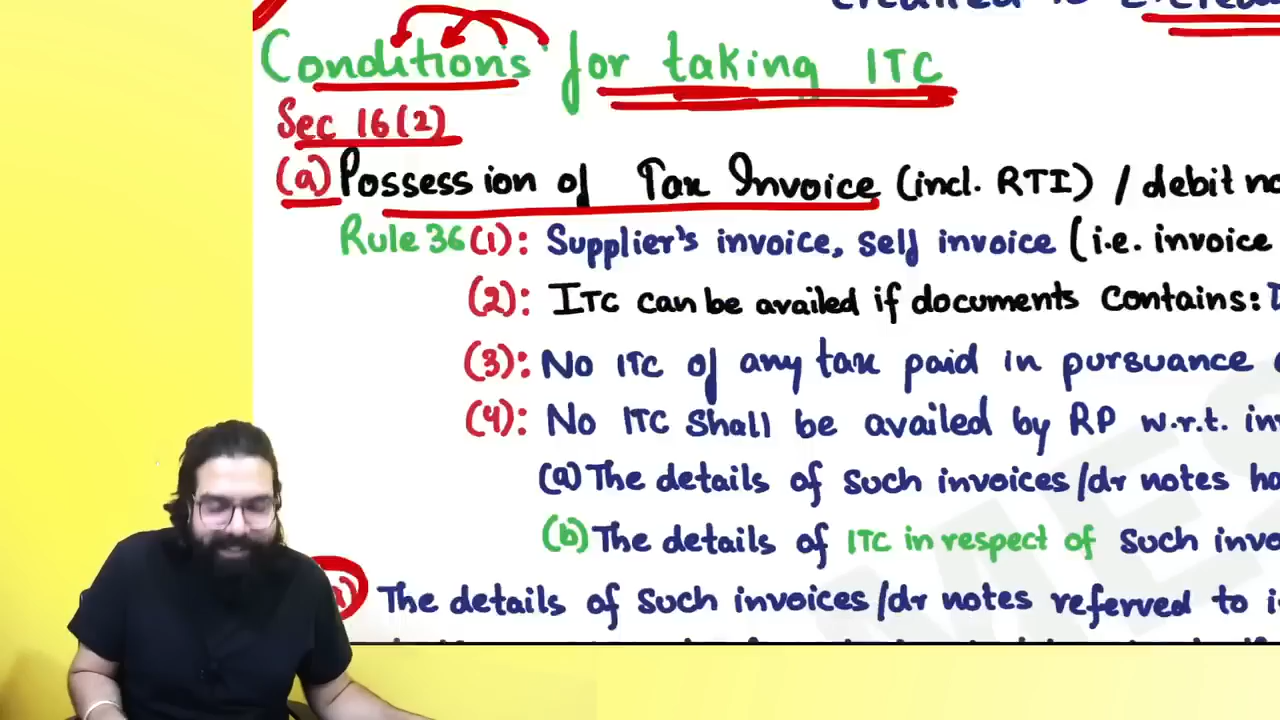 Conditions for taking ITC
Sec 16(2)
(a) Possession of Tax Invoice (incl. RTI) / debit
Rule 36 (1): Supplier's invoice, self invoice (i.e. invoice
(2): ITC can be availed if documents contains:
(3): No ITC of any tax paid in pursuance
(4): No ITC shall be availed by RP w.r.t.
(a) The details of such invoices/dr notes
(b) The details of ITC in respect of such
The details of such invoices/dr notes referred to